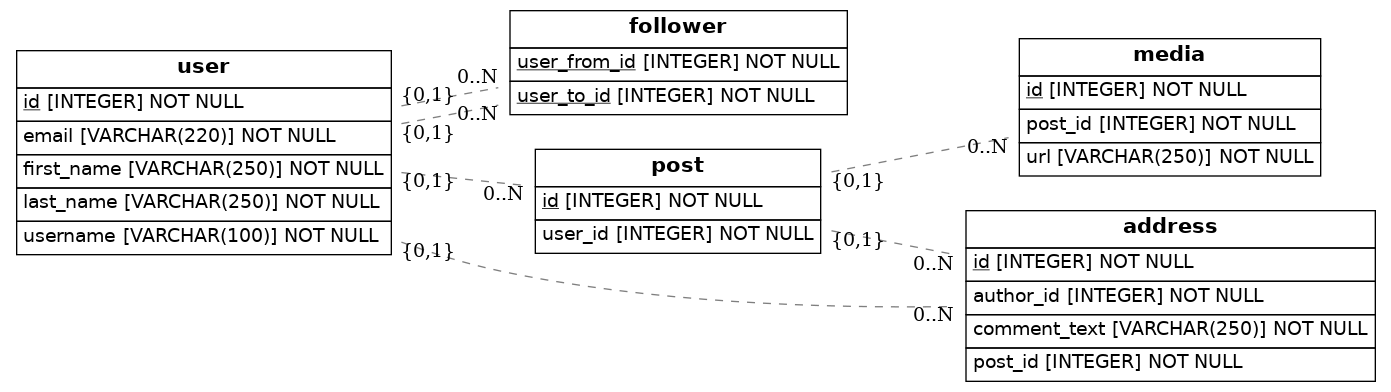 user
id [INTEGER] NOT NULL
email [VARCHAR(220)] NOT NULL
first_name [VARCHAR(250)] NOT NULL
last_name [VARCHAR(250)] NOT NULL
username [VARCHAR(100)] NOT NULL
{0,1}
0..N
{0,1}
0..N
{0,1}
0..N
{0,1}
0..N
follower
user_from_id [INTEGER] NOT NULL
user_to_id [INTEGER] NOT NULL
post
id [INTEGER] NOT NULL
user_id [INTEGER] NOT NULL
{0,1}
0..N
{0,1}
0..N
media
id [INTEGER] NOT NULL
post_id [INTEGER] NOT NULL
url [VARCHAR(250)] NOT NULL
address
id [INTEGER] NOT NULL
author_id [INTEGER] NOT NULL
comment_text [VARCHAR(250)] NOT NULL
post_id [INTEGER] NOT NULL